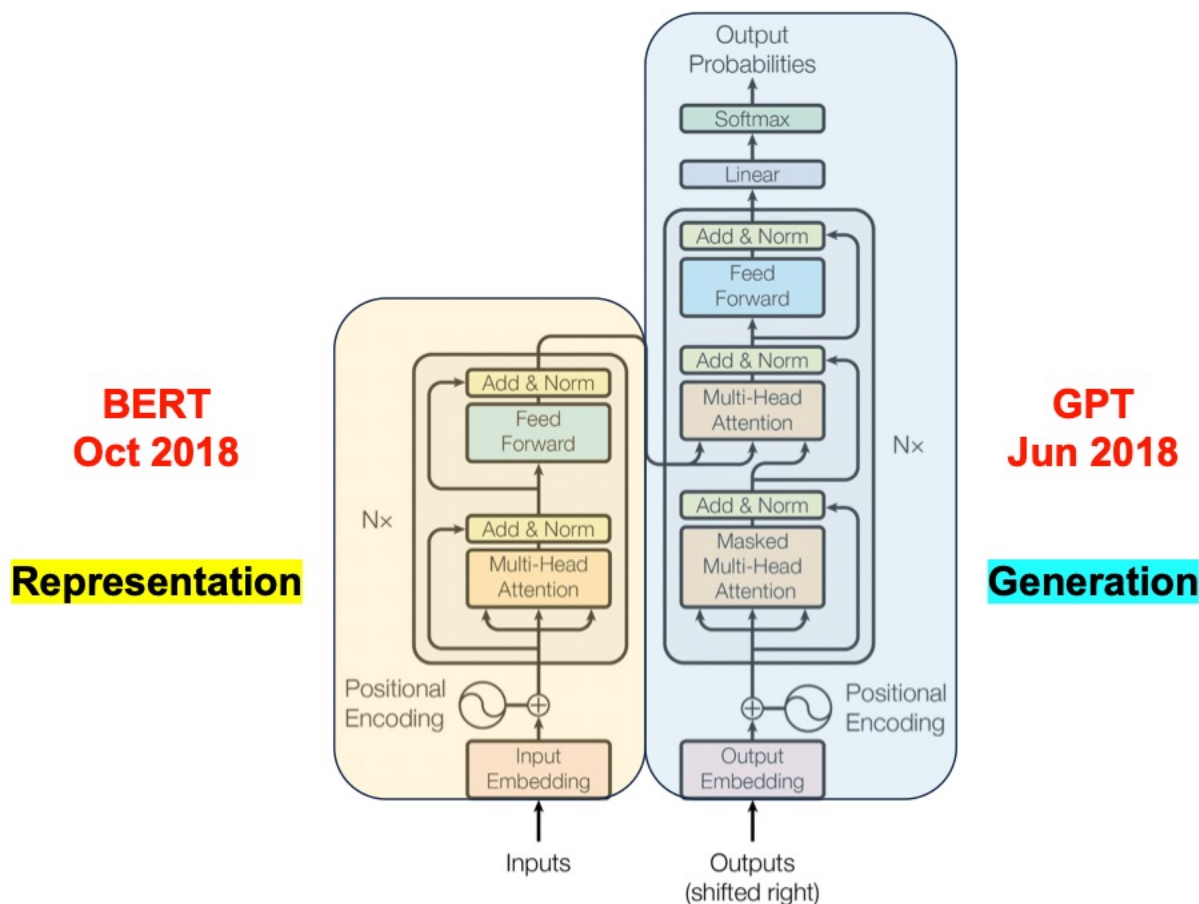 BERT
Oct 2018
Representation
Add & Norm
Feed
Forward
Nx
Add & Norm
Multi-Head
Attention
Positional
Encoding
Input
Embedding
Inputs
Output
Probabilities
Softmax
Linear
Add & Norm
Feed
Forward
Add & Norm
Multi-Head
Attention
Nx
Add & Norm
Masked
Multi-Head
Attention
Positional
Encoding
Output
Embedding
Outputs
(shifted right)
GPT
Jun 2018
Generation